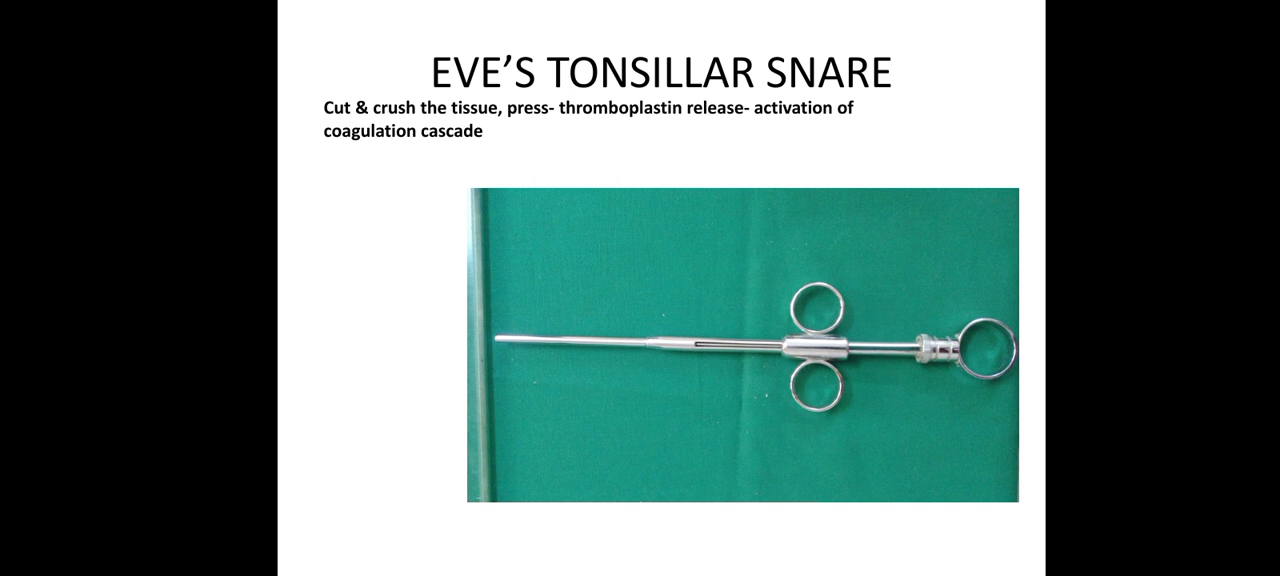 EVE’S TONSILLAR SNARE
Cut & crush the tissue, press- thromboplastin release- activation of
coagulation cascade